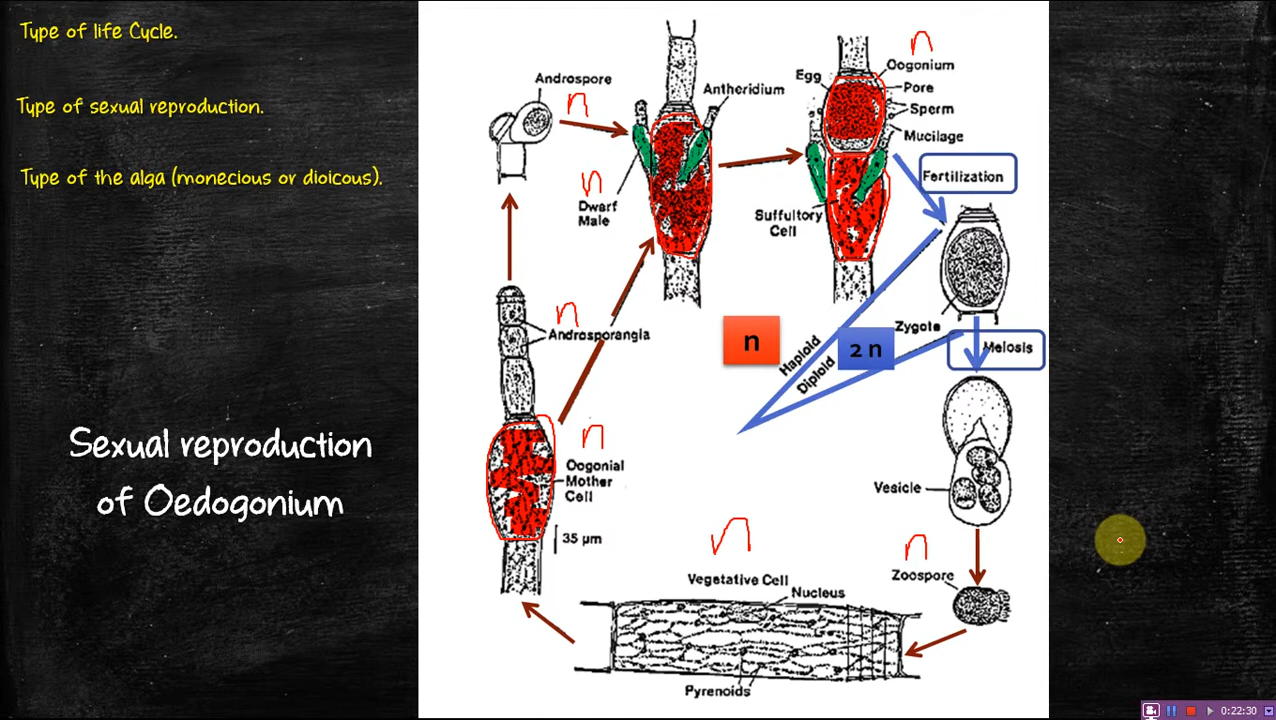 Type of life Cycle.
Type of sexual reproduction.
Type of the alga (monecious or dioicous).
Sexual reproduction
of Oedogonium
Androspore
n
n
Dwarf
Male
Antheridium
n
Egg
Oogonium
Pore
Sperm
Mucilage
Suffultory
Cell
Fertilization
Zygote
Meiosis
n
2 n
Haploid
Diploid
n
Androsporangia
n
Oogonial
Mother
Cell
35 µm
Vesicle
n
Zoospore
n
Vegetative Cell
Nucleus
Pyrenoids
0:22:30